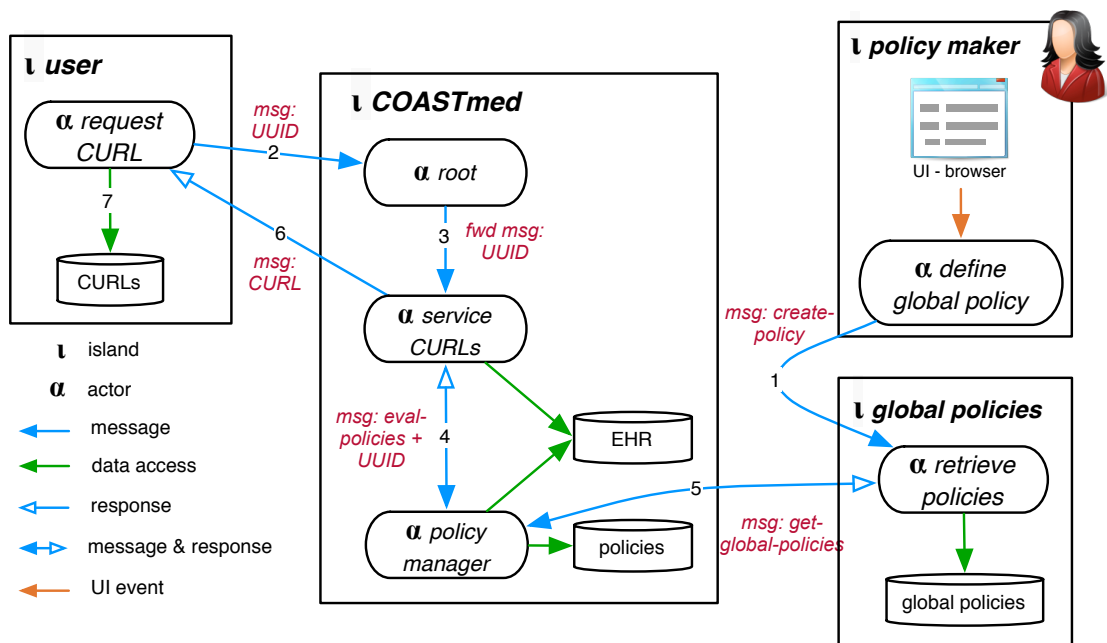 ι user
α request
CURL
7
CURLs
msg:
UUID
2
6
msg:
CURL
ι COASTmed
α root
3
fwd msg:
UUID
α service
CURLs
msg: eval-
policies +
UUID
4
EHR
α policy
manager
policies
5
msg: get-
global-policies
ι policy maker
UI - browser
α define
global policy
msg: create-
policy
1
ι global policies
α retrieve
policies
global policies
ι island
α actor
message
data access
response
message & response
UI event